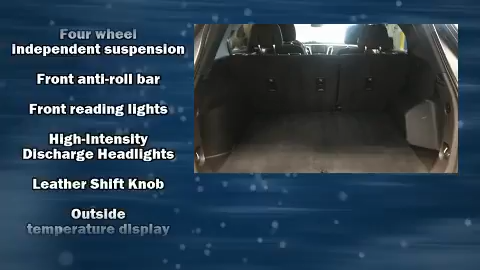 Four wheel
independent suspension
Front anti-roll bar
Front reading lights
High-Intensity
Discharge Headlights
Leather Shift Knob
Outside
temperature display